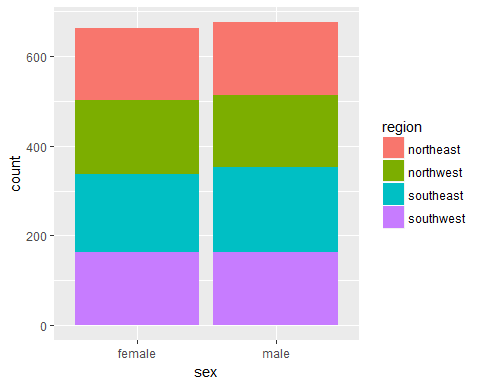 600
400
200
0
count
female male
sex
region
northeast
northwest
southeast
southwest